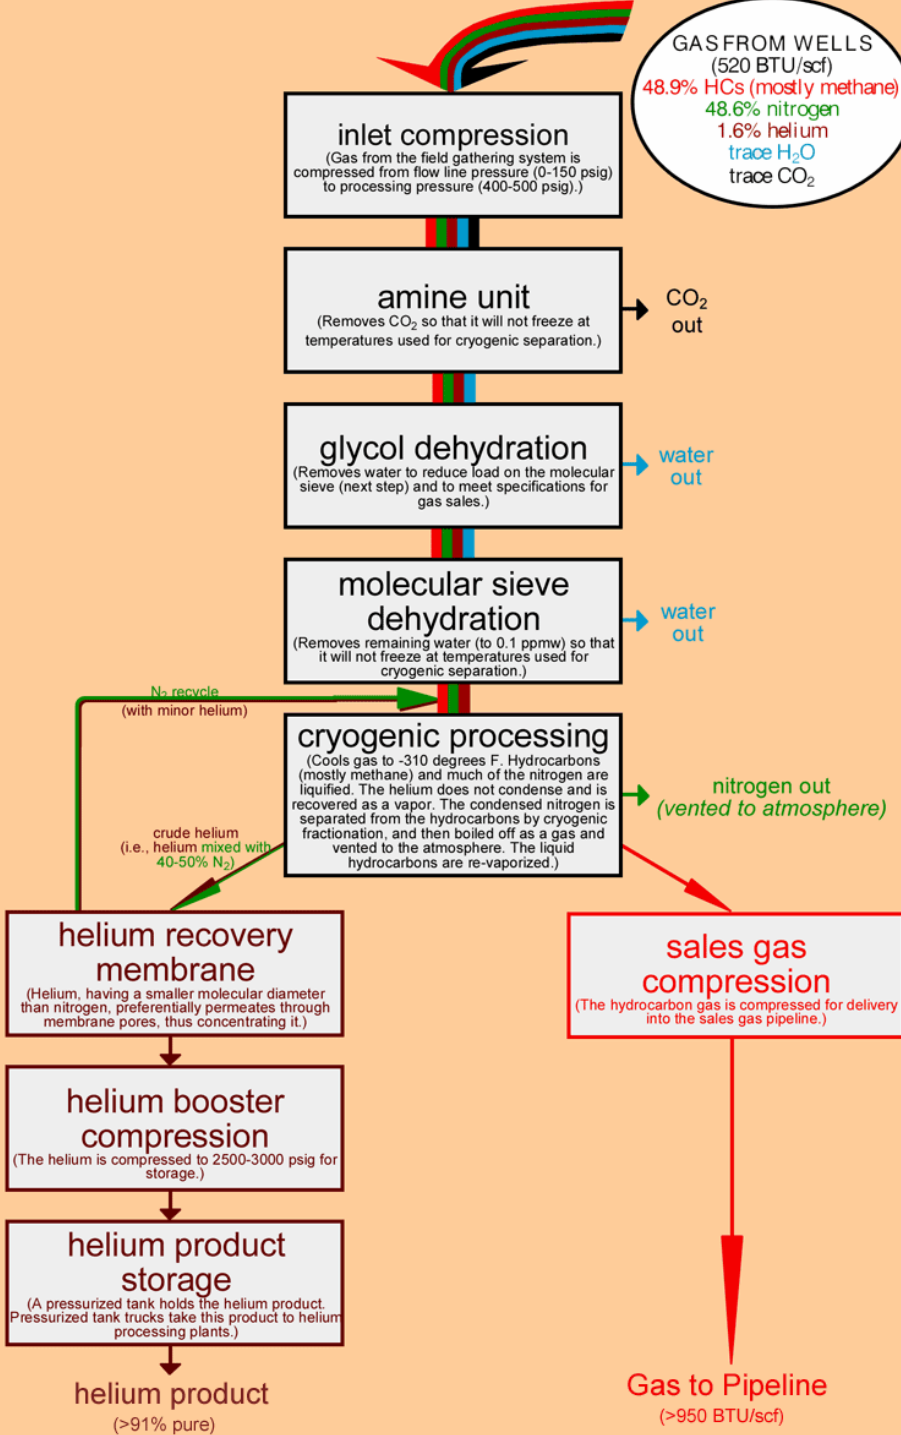 GAS FROM WELLS
(520 BTU/scf)
48.9% HCs (mostly methane)
48.6% nitrogen
1.6% helium
trace H₂O
trace CO₂
inlet compression
(Gas from the field gathering system is
compressed from flow line pressure (0-150 psig)
to processing pressure (400-500 psig).)
amine unit
(Removes CO₂ so that it will not freeze at
temperatures used for cryogenic separation.)
CO₂
out
glycol dehydration
(Removes water to reduce load on the molecular
sieve (next step) and to meet specifications for
gas sales.)
water
out
molecular sieve
dehydration
(Removes remaining water (to 0.1 ppmw) so that
it will not freeze at temperatures used for
cryogenic separation.)
water
out
N₂ recycle
(with minor helium)
cryogenic processing
(Cools gas to -310 degrees F. Hydrocarbons
(mostly methane) and much of the nitrogen are
liquified. The helium does not condense and is
recovered as a vapor. The condensed nitrogen is
separated from the hydrocarbons by cryogenic
fractionation, and then boiled off as a gas and
vented to the atmosphere. The liquid
hydrocarbons are re-vaporized.)
nitrogen out
(vented to atmosphere)
crude helium
(i.e., helium mixed with
40-50% N₂)
helium recovery
membrane
(Helium, having a smaller molecular diameter
than nitrogen, preferentially permeates through
membrane pores, thus concentrating it.)
sales gas
compression
(The hydrocarbon gas is compressed for delivery
into the sales gas pipeline.)
helium booster
compression
(The helium is compressed to 2500-3000 psig for
storage.)
helium product
storage
(A pressurized tank holds the helium product.
Pressurized tank trucks take this product to helium
processing plants.)
helium product
(>91% pure)
Gas to Pipeline
(>950 BTU/scf)